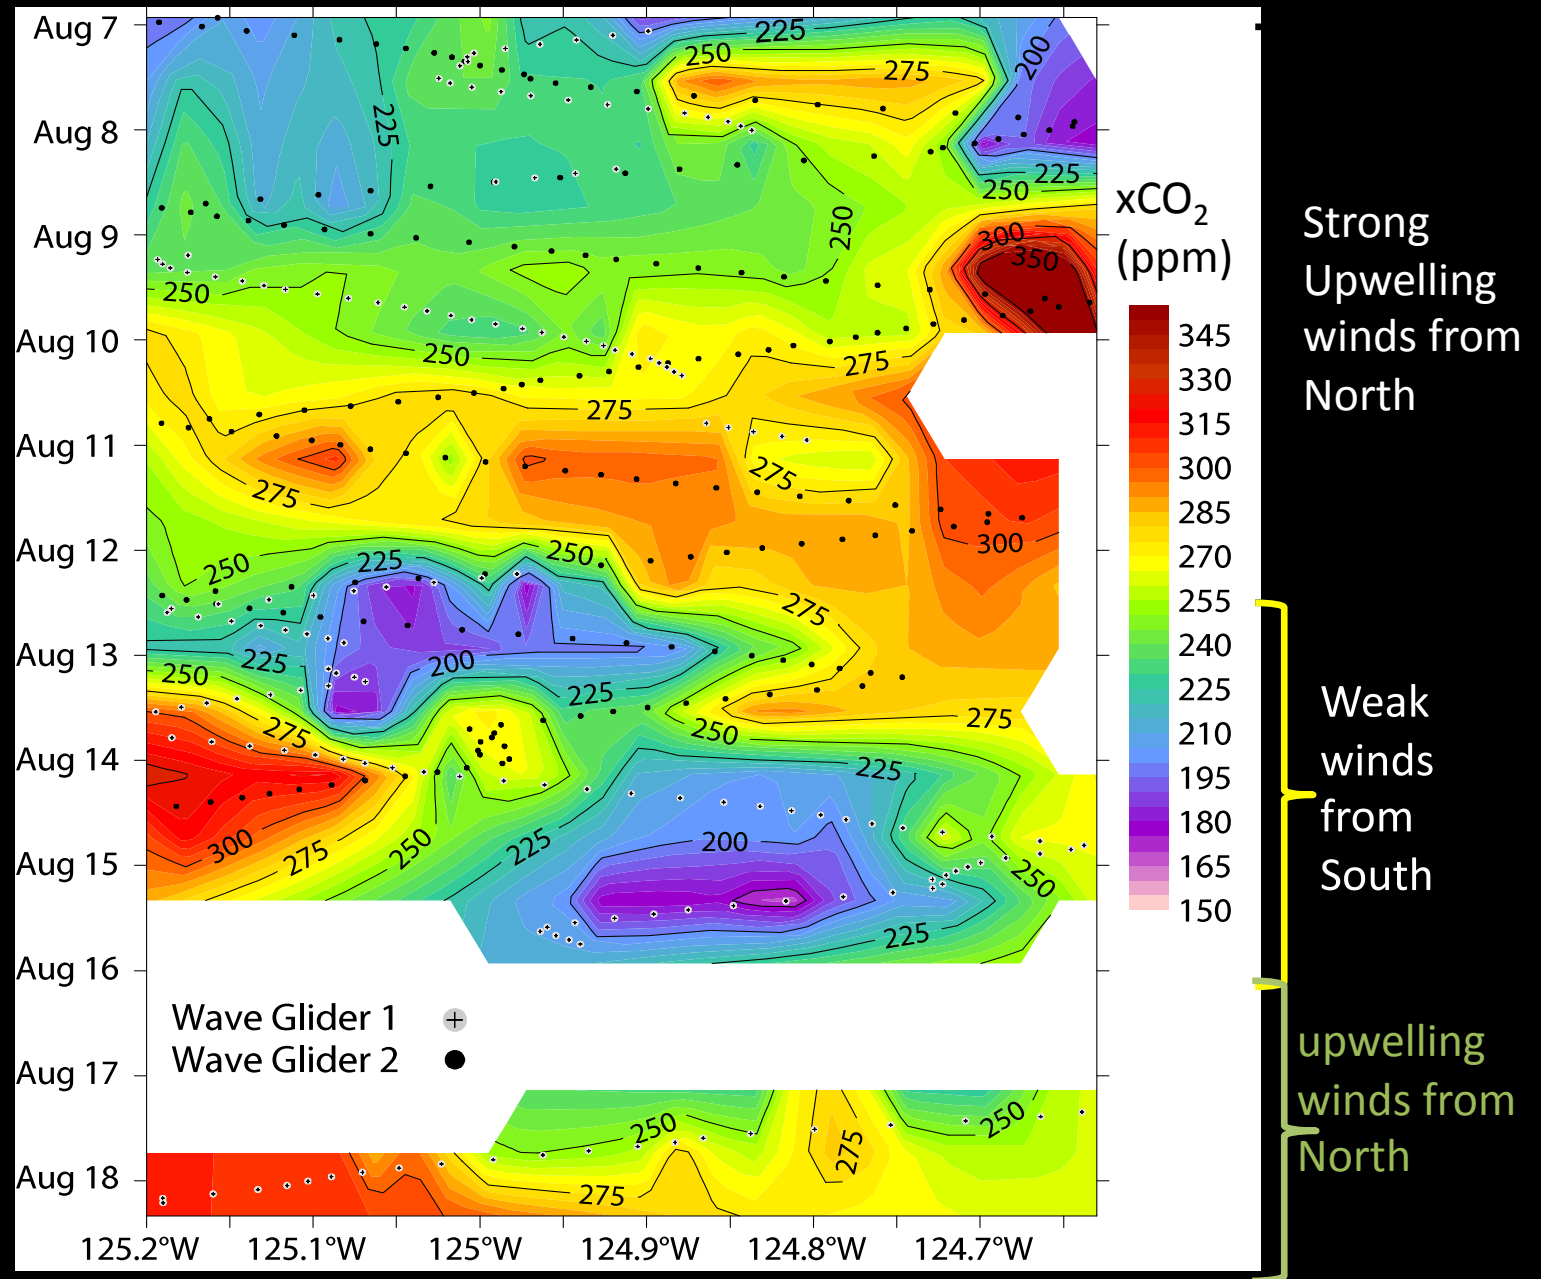 Aug 7
Aug 8
Aug 9
Aug 10
Aug 11
Aug 12
Aug 13
Aug 14
Aug 15
Aug 16
Aug 17
Aug 18
125.2°W
125.1°W
125°W
124.9°W
124.8°W
124.7°W
225
250
275
200
225
225
250
250
300
350
250
250
275
275
275
275
300
250
225
250
275
250
225
200
225
275
250
275
225
300
275
250
225
200
250
225
250
275
275
250
Wave Glider 1
Wave Glider 2
xCO2
(ppm)
345
330
315
300
285
270
255
240
225
210
195
180
165
150
Strong
Upwelling
winds from
North
Weak
winds
from
South
upwelling
winds from
North